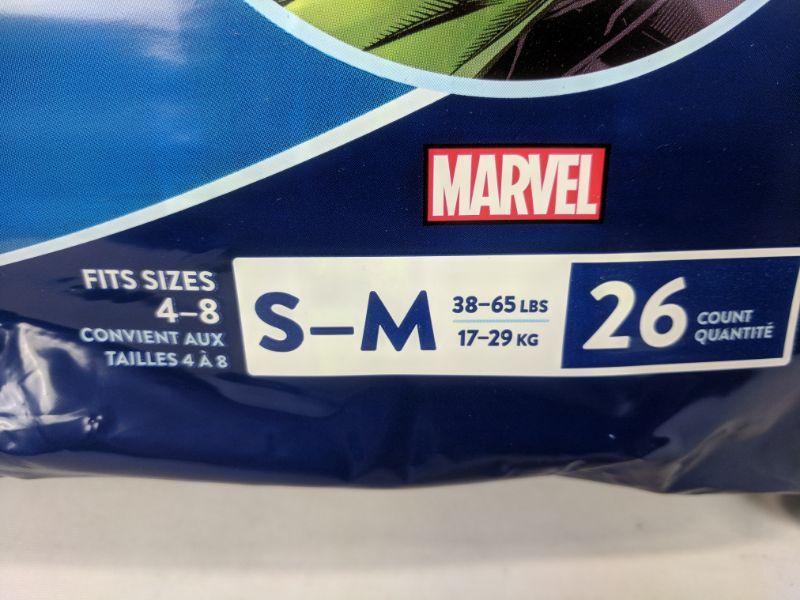 MARVEL
FITS SIZES
4–8
CONVIENT AUX
TAILLES 4 À 8
S–M
38–65 LBS
17–29 KG
26
COUNT
QUANTITÉ